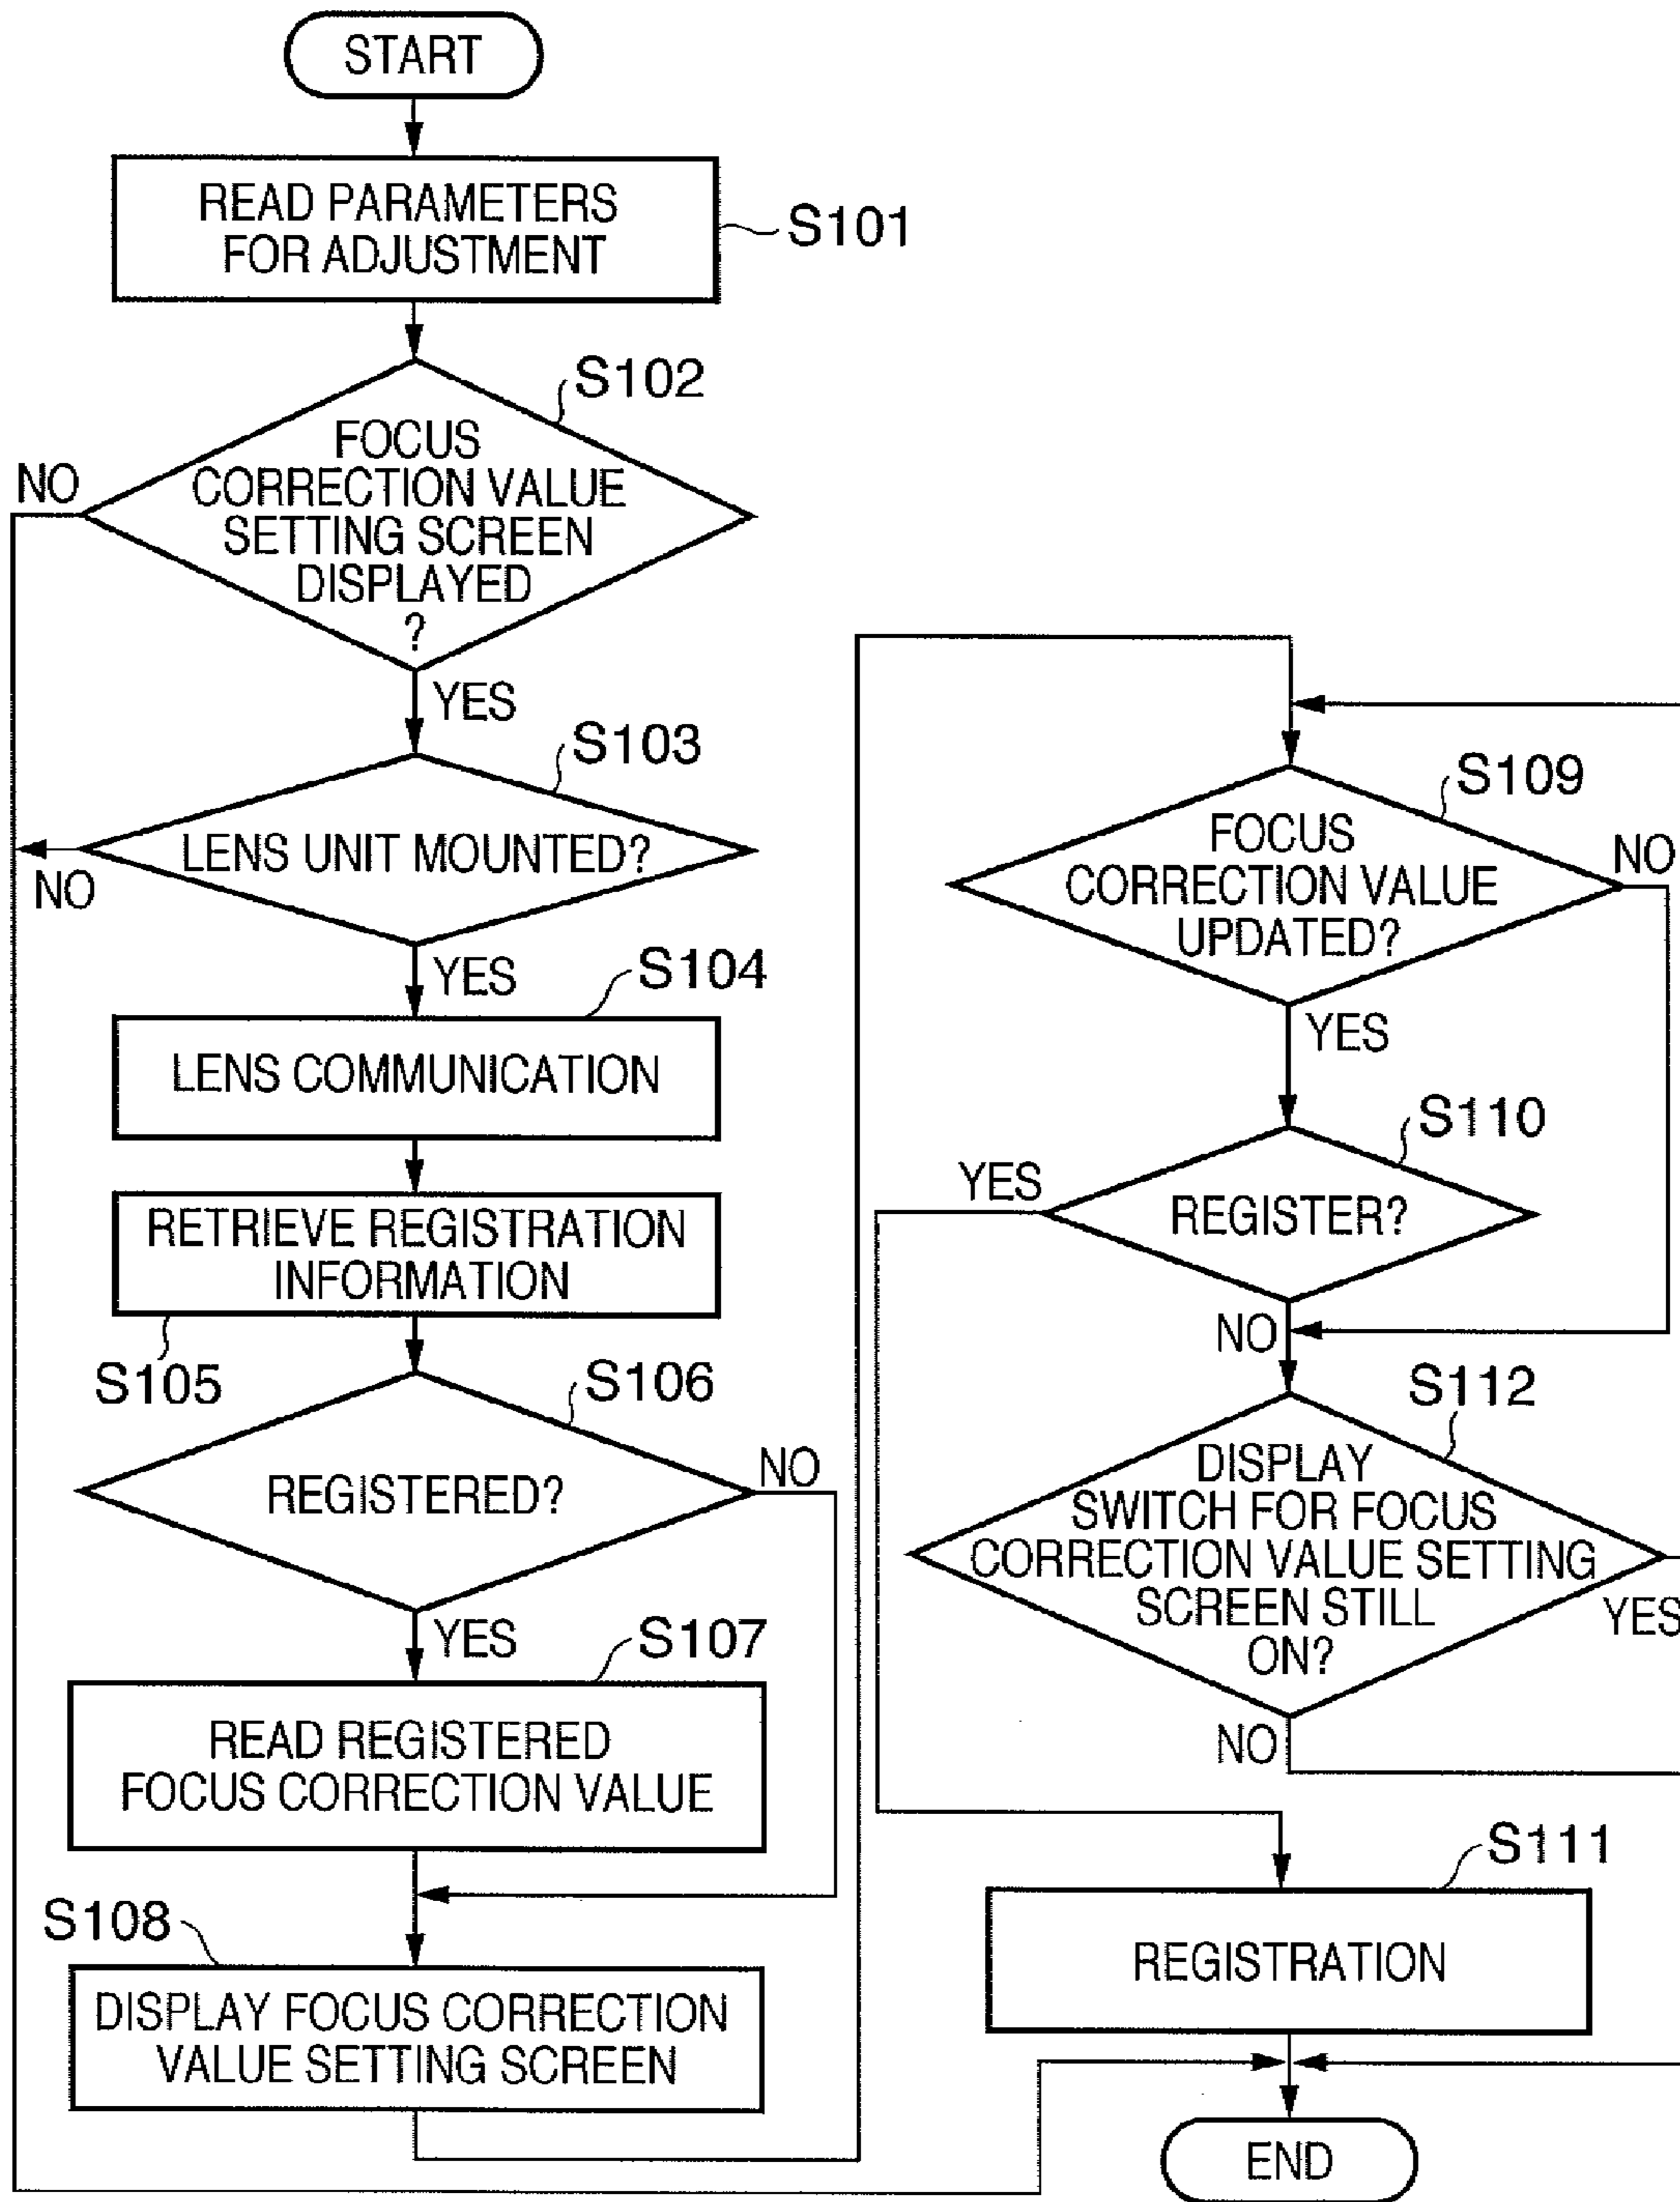 START
READ PARAMETERS
FOR ADJUSTMENT
S101
S102
FOCUS
CORRECTION VALUE
SETTING SCREEN
DISPLAYED
?
NO
YES
S103
LENS UNIT MOUNTED?
NO
YES
S104
LENS COMMUNICATION
RETRIEVE REGISTRATION
INFORMATION
S105
S106
REGISTERED?
NO
YES
S107
READ REGISTERED
FOCUS CORRECTION VALUE
S108
DISPLAY FOCUS CORRECTION
VALUE SETTING SCREEN
S109
FOCUS
CORRECTION VALUE
UPDATED?
NO
YES
S110
YES
REGISTER?
NO
S112
DISPLAY
SWITCH FOR FOCUS
CORRECTION VALUE SETTING
SCREEN STILL
ON?
YES
NO
S111
REGISTRATION
END